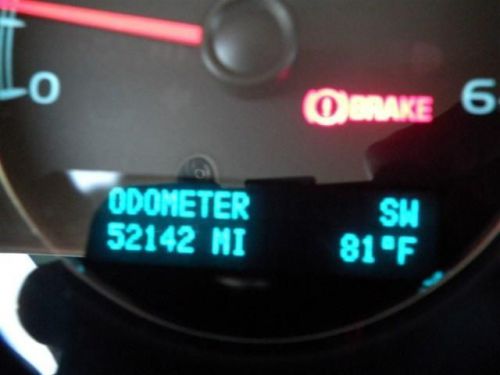 0
6
BRAKE
ODOMETER SW
52142 MI 81°F